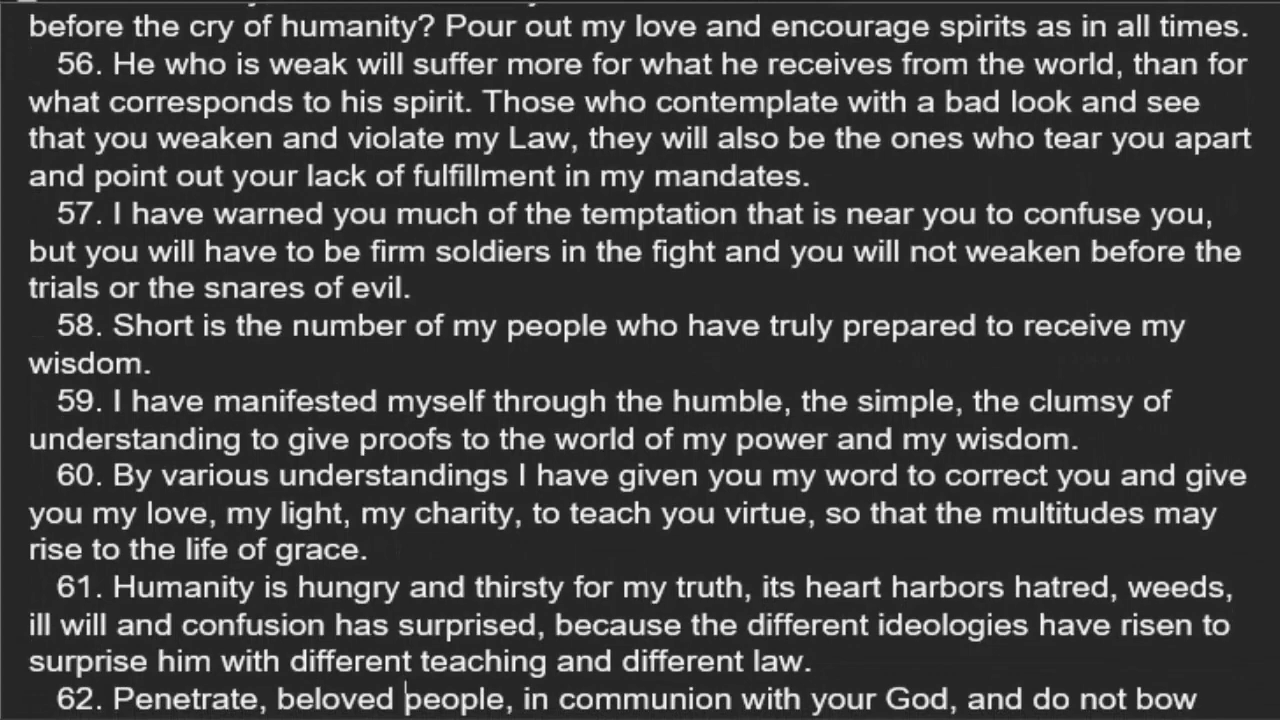 before the cry of humanity? Pour out my love and encourage spirits as in all times.
56. He who is weak will suffer more for what he receives from the world, than for
what corresponds to his spirit. Those who contemplate with a bad look and see
that you weaken and violate my Law, they will also be the ones who tear you apart
and point out your lack of fulfillment in my mandates.
57. I have warned you much of the temptation that is near you to confuse you,
but you will have to be firm soldiers in the fight and you will not weaken before the
trials or the snares of evil.
58. Short is the number of my people who have truly prepared to receive my
wisdom.
59. I have manifested myself through the humble, the simple, the clumsy of
understanding to give proofs to the world of my power and my wisdom.
60. By various understandings I have given you my word to correct you and give
you my love, my light, my charity, to teach you virtue, so that the multitudes may
rise to the life of grace.
61. Humanity is hungry and thirsty for my truth, its heart harbors hatred, weeds,
ill will and confusion has surprised, because the different ideologies have risen to
surprise him with different teaching and different law.
62. Penetrate, beloved people, in communion with your God, and do not bow